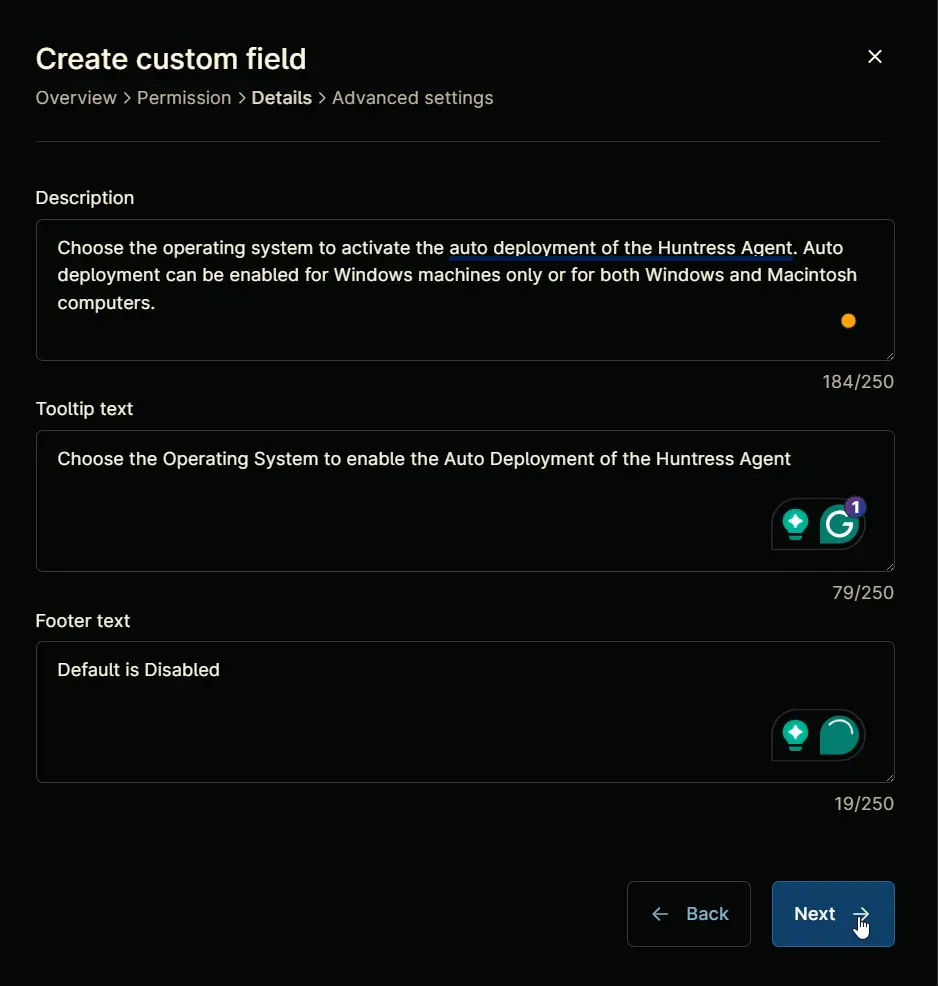 Create custom field
Overview > Permission > Details > Advanced settings
Description
Choose the operating system to activate the auto deployment of the Huntress Agent. Auto
deployment can be enabled for Windows machines only or for both Windows and Macintosh
computers.
184/250
Tooltip text
Choose the Operating System to enable the Auto Deployment of the Huntress Agent
1
79/250
Footer text
Default is Disabled
19/250
Back
Next